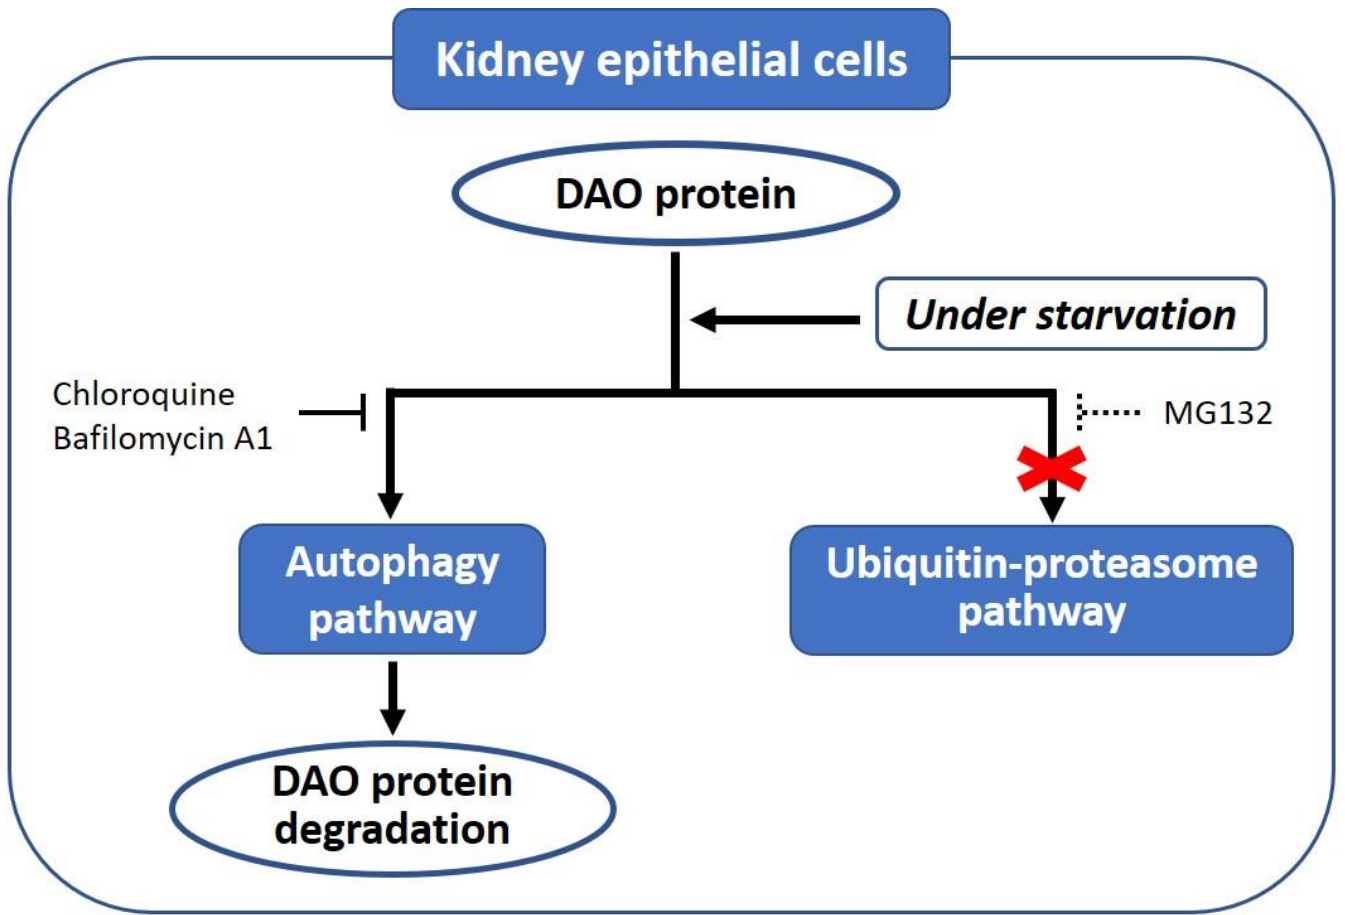 Kidney epithelial cells
DAO protein
Under starvation
Chloroquine
Bafilomycin A1
MG132
Autophagy
pathway
Ubiquitin-proteasome
pathway
DAO protein
degradation